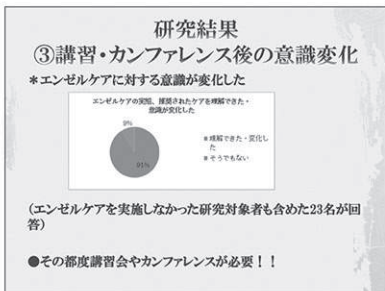 研究結果
③講習・カンファレンス後の意識変化
＊エンゼルケアに対する意識が変化した
エンゼルケアの実際、推奨されたケアを理解できた・
意識が変化した
9%
91%
■理解できた・変化し
た
■そうでもない
(エンゼルケアを実施しなかった研究対象者も含めた23名が回
答)
●その都度講習会やカンファレンスが必要！！